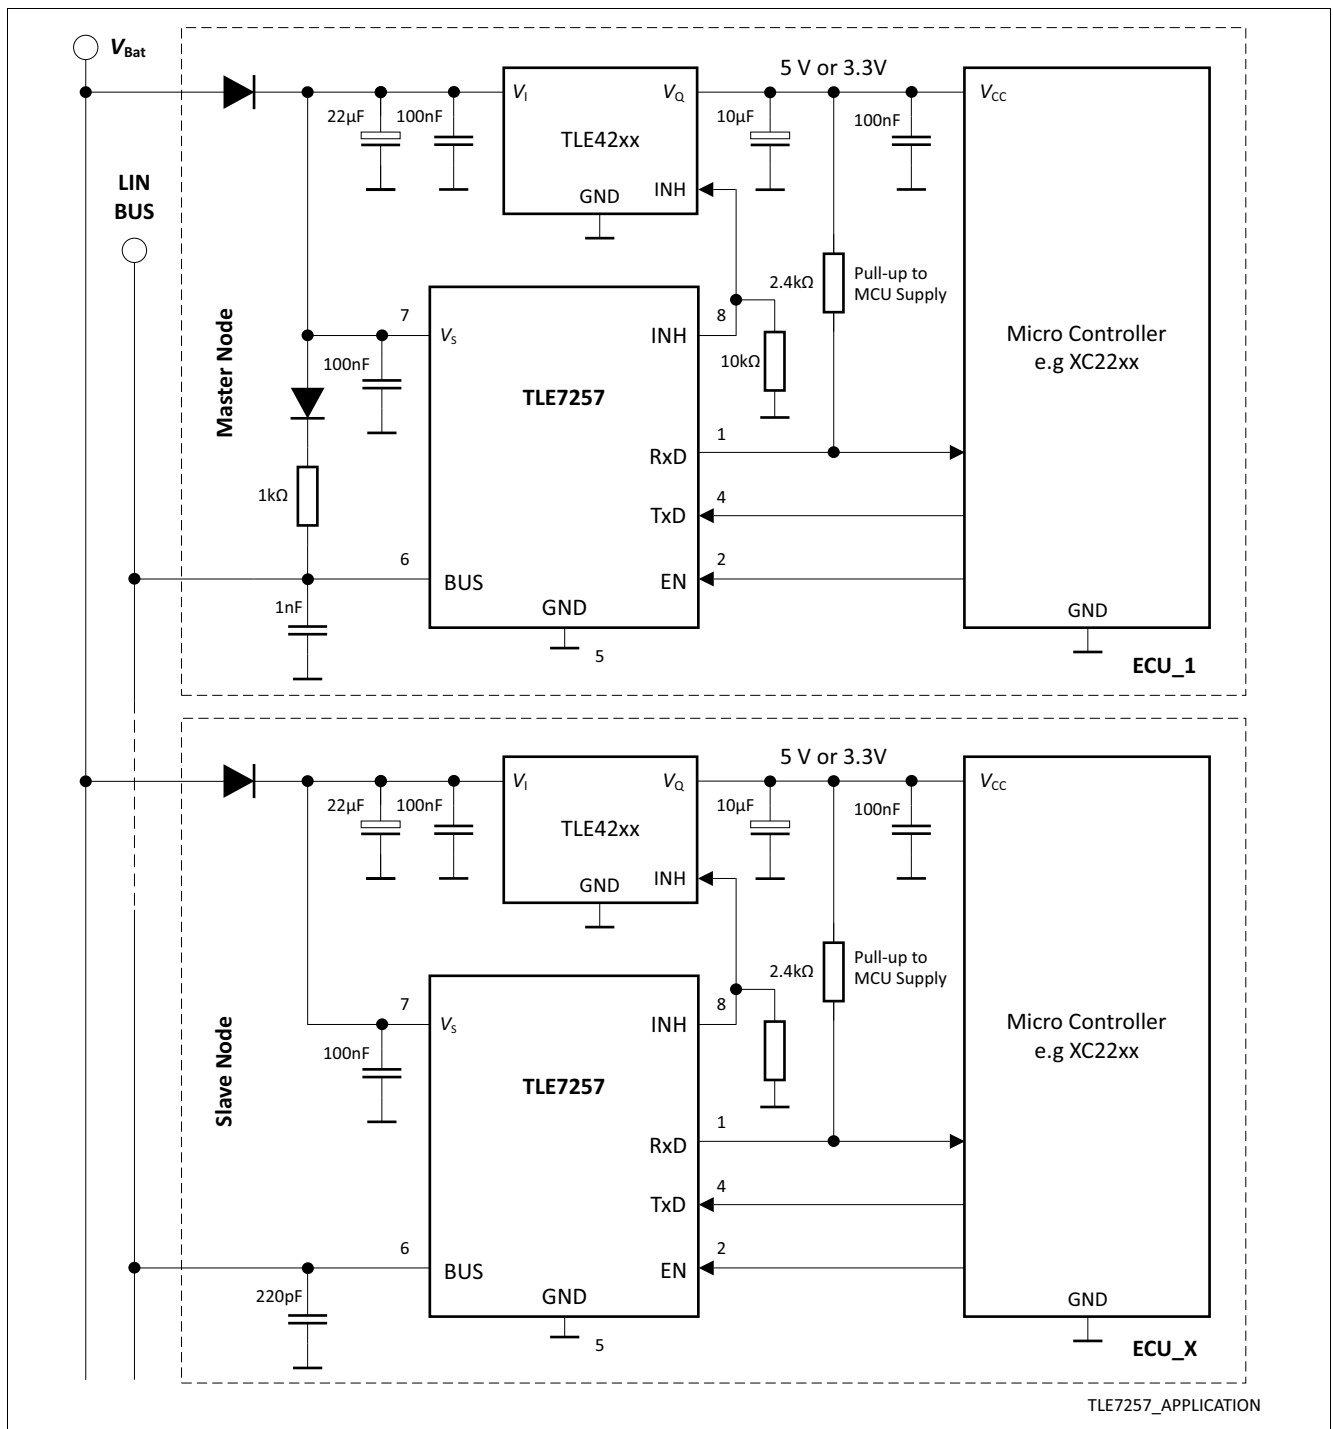 V_Bat
LIN
BUS
Master Node
5 V or 3.3V
22µF
100nF
V_I
V_Q
TLE42xx
INH
GND
10µF
100nF
V_CC
2.4kΩ
Pull-up to
MCU Supply
Micro Controller
e.g XC22xx
7
V_S
8
INH
100nF
10kΩ
TLE7257
1
RxD
1kΩ
4
TxD
6
BUS
2
EN
1nF
GND
5
GND
ECU_1
Slave Node
5 V or 3.3V
22µF
100nF
V_I
V_Q
TLE42xx
INH
GND
10µF
100nF
V_CC
2.4kΩ
Pull-up to
MCU Supply
Micro Controller
e.g XC22xx
7
V_S
8
INH
100nF
TLE7257
1
RxD
4
TxD
6
BUS
2
EN
220pF
GND
5
GND
ECU_X
TLE7257_APPLICATION